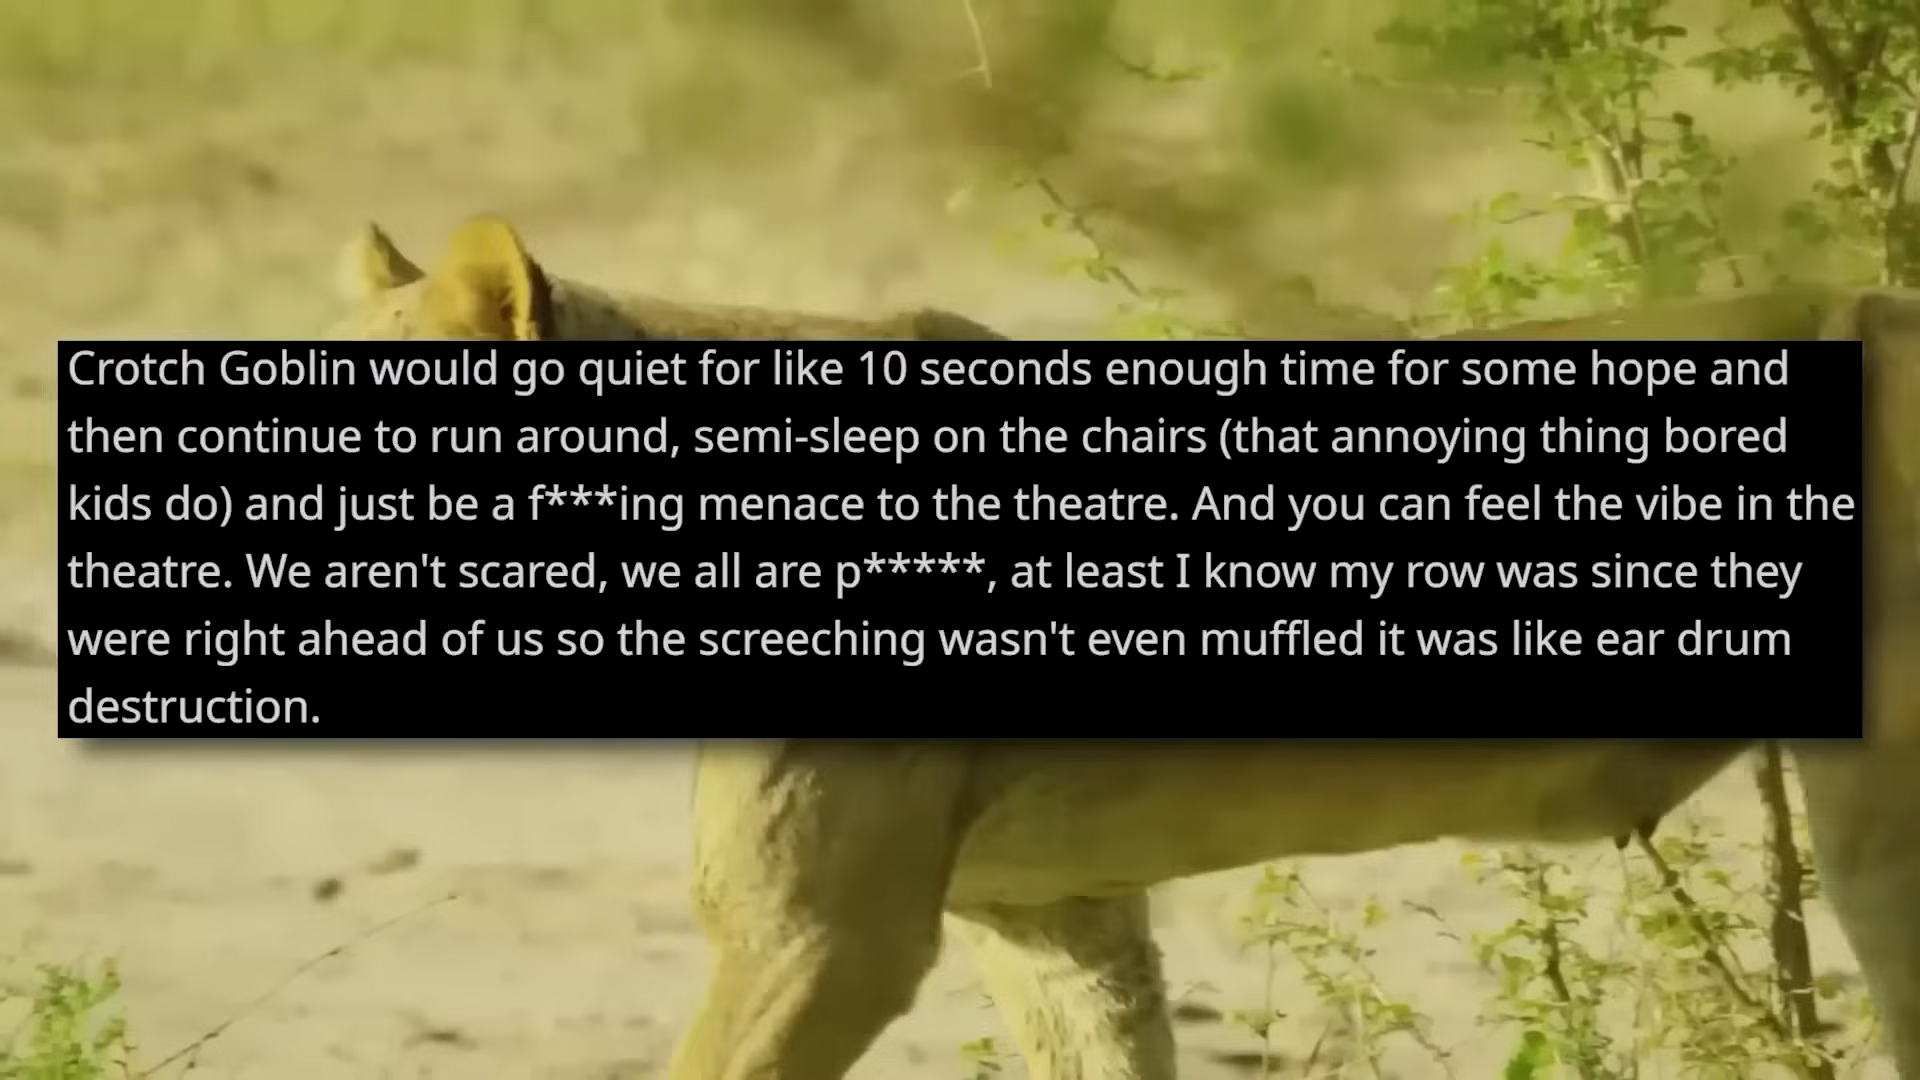 Crotch Goblin would go quiet for like 10 seconds enough time for some hope and
then continue to run around, semi-sleep on the chairs (that annoying thing bored
kids do) and just be a f***ing menace to the theatre. And you can feel the vibe in the
theatre. We aren't scared, we all are p*****, at least I know my row was since they
were right ahead of us so the screeching wasn't even muffled it was like ear drum
destruction.